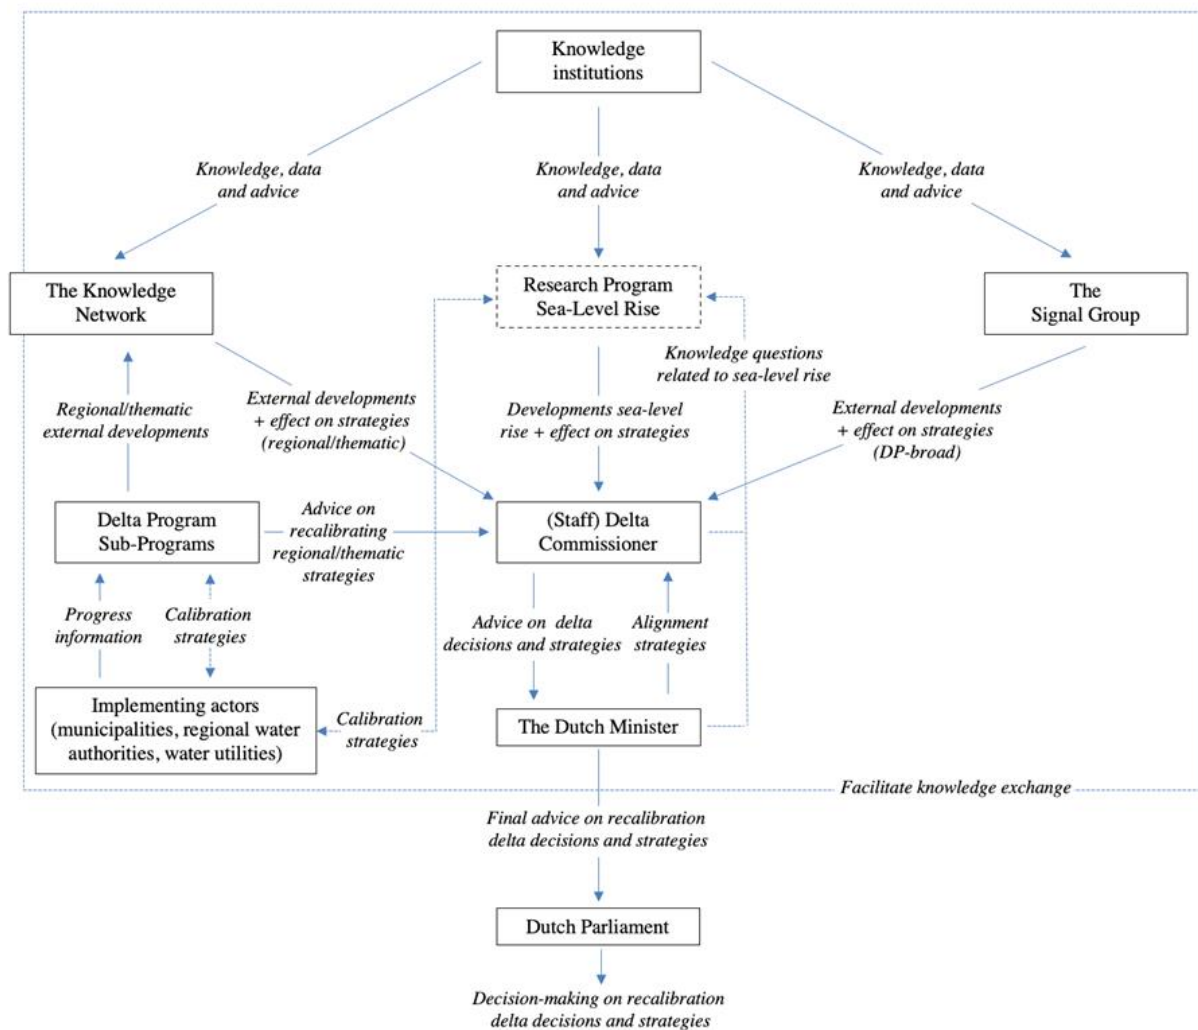 Knowledge
institutions
Knowledge, data
and advice
Knowledge, data
and advice
Knowledge, data
and advice
The Knowledge
Network
Research Program
Sea-Level Rise
The
Signal Group
Knowledge questions
related to sea-level rise
Regional/thematic
external developments
External developments
+ effect on strategies
(regional/thematic)
Developments sea-level
rise + effect on strategies
External developments
+ effect on strategies
(DP-broad)
Delta Program
Sub-Programs
Advice on
recalibrating
regional/thematic
strategies
(Staff) Delta
Commissioner
Progress
information
Calibration
strategies
Advice on delta
decisions and strategies
Alignment
strategies
Implementing actors
(municipalities, regional water
authorities, water utilities)
Calibration
strategies
The Dutch Minister
Facilitate knowledge exchange
Final advice on recalibration
delta decisions and strategies
Dutch Parliament
Decision-making on recalibration
delta decisions and strategies